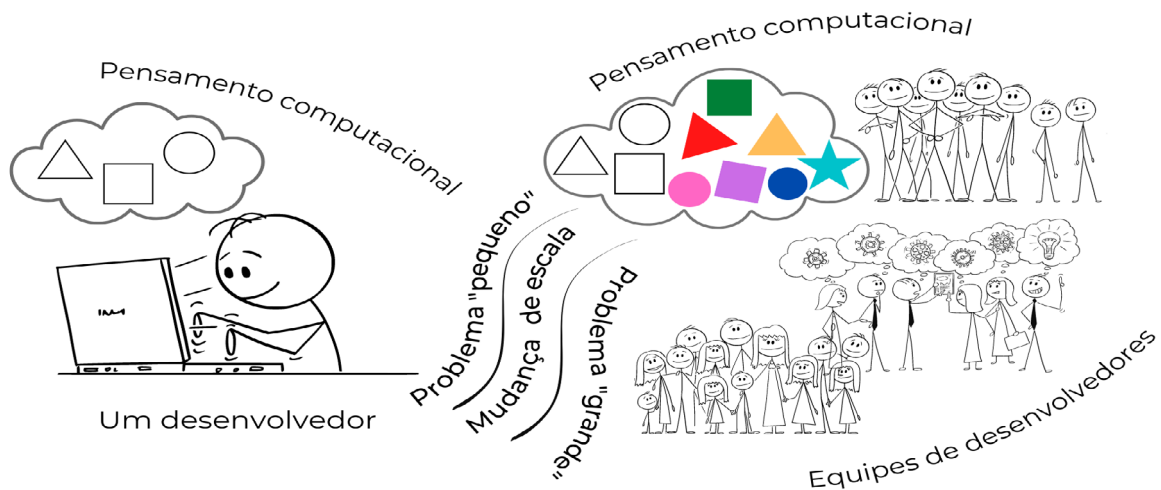 Pensamento computacional
Um desenvolvedor
Problema "pequeno"
Mudança de escala
Problema "grande"
Pensamento computacional
Equipes de desenvolvedores